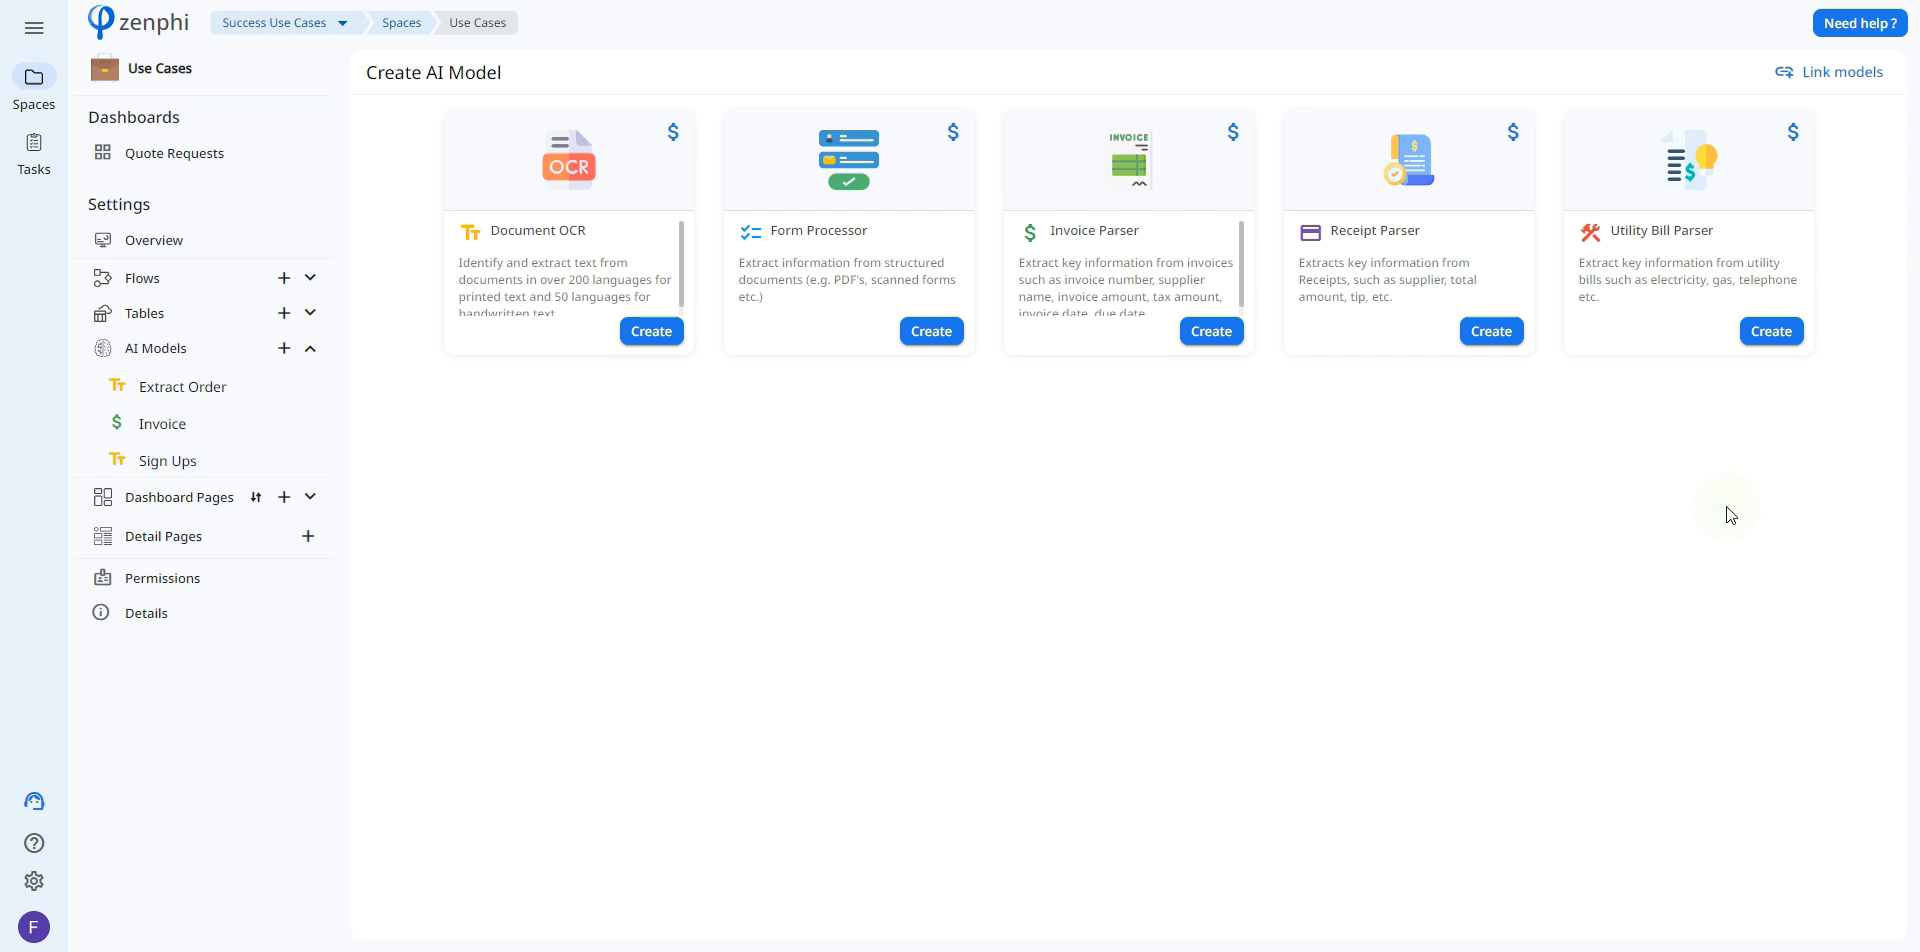 zenphi
Success Use Cases
Spaces
Use Cases
Need help ?
Spaces
Tasks
F
Use Cases
Dashboards
Quote Requests
Settings
Overview
Flows
Tables
AI Models
Extract Order
Invoice
Sign Ups
Dashboard Pages
Detail Pages
Permissions
Details
Create AI Model
Link models
OCR
Document OCR
Identify and extract text from
documents in over 200 languages for
printed text and 50 languages for
handwritten text
Create
Form Processor
Extract information from structured
documents (e.g. PDF's, scanned forms
etc.)
Create
INVOICE
Invoice Parser
Extract key information from invoices
such as invoice number, supplier
name, invoice amount, tax amount,
invoice date, due date
Create
Receipt Parser
Extracts key information from
Receipts, such as supplier, total
amount, tip, etc.
Create
Utility Bill Parser
Extract key information from utility
bills such as electricity, gas, telephone
etc.
Create